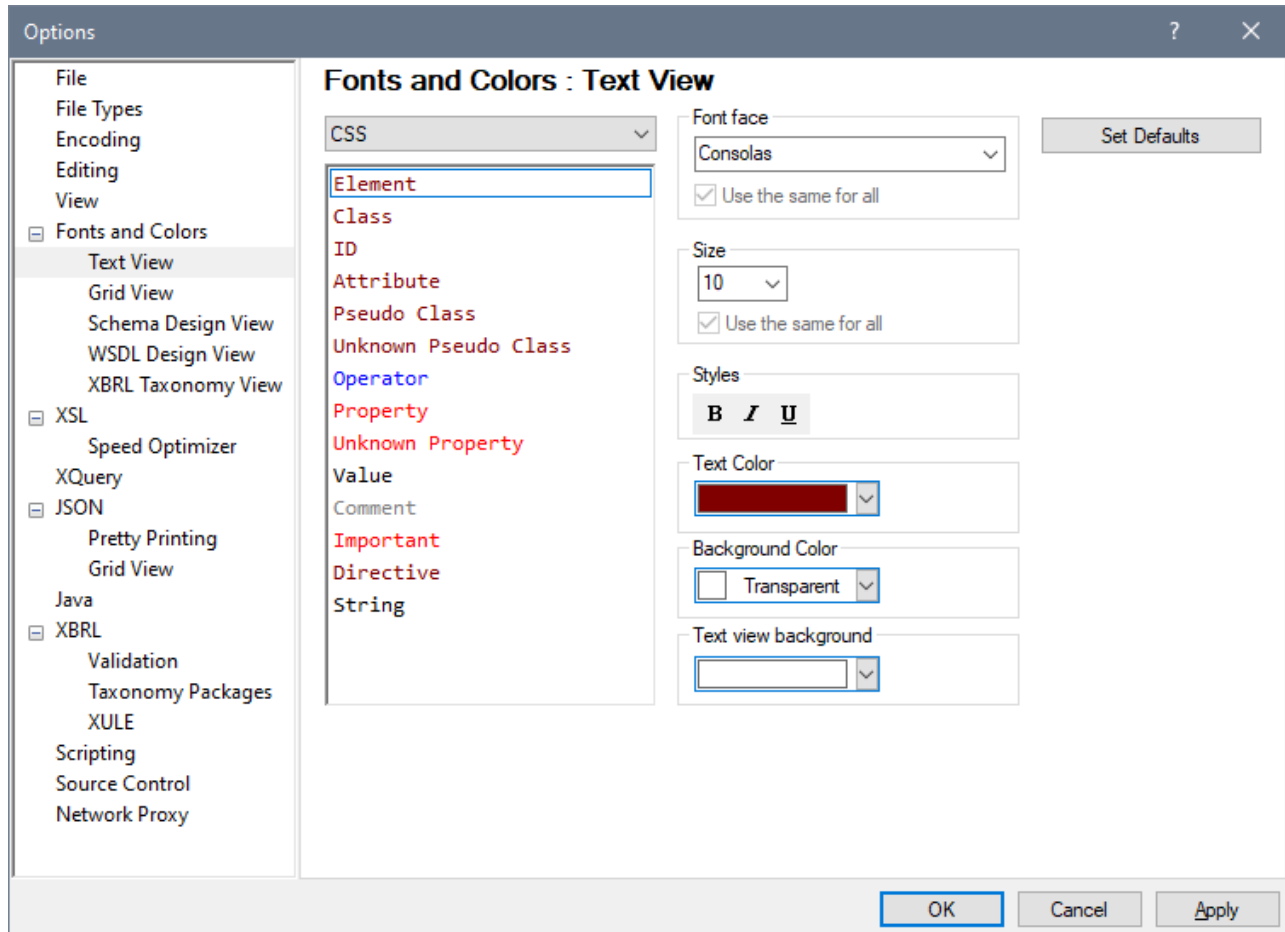 Options
?
File
File Types
Encoding
Editing
View
Fonts and Colors
Text View
Grid View
Schema Design View
WSDL Design View
XBRL Taxonomy View
XSL
Speed Optimizer
XQuery
JSON
Pretty Printing
Grid View
Java
XBRL
Validation
Taxonomy Packages
XULE
Scripting
Source Control
Network Proxy
Fonts and Colors : Text View
CSS
Element
Class
ID
Attribute
Pseudo Class
Unknown Pseudo Class
Operator
Property
Unknown Property
Value
Comment
Important
Directive
String
Font face
Consolas
Use the same for all
Size
10
Use the same for all
Styles
B I U
Text Color
Background Color
Transparent
Text view background
Set Defaults
OK
Cancel
Apply